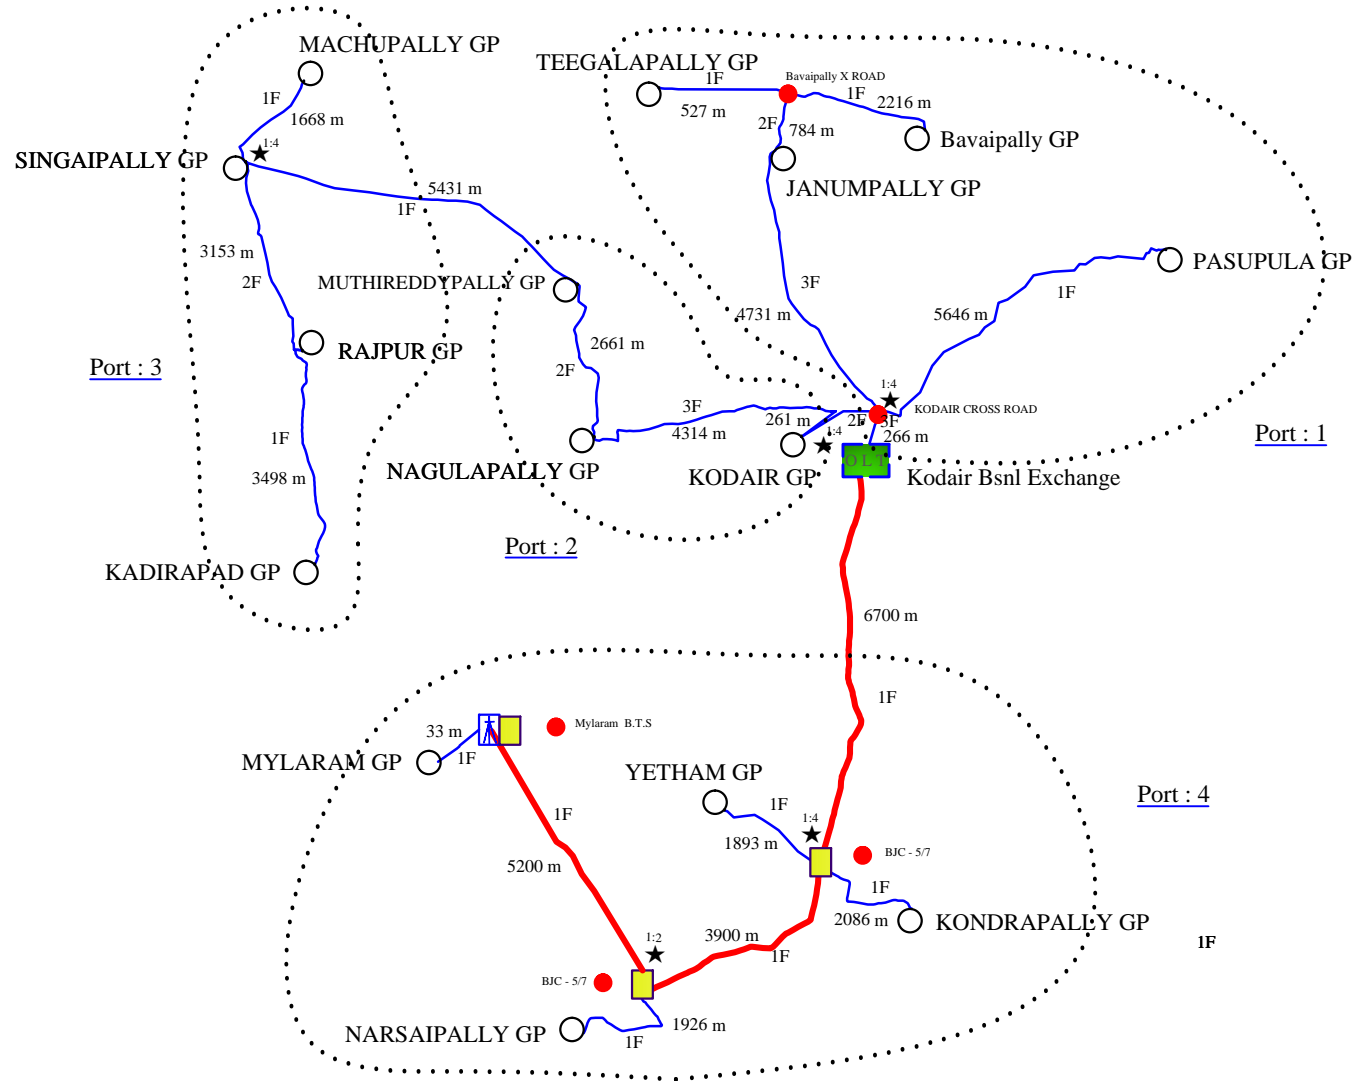 MACHUPALLY GP
1F
1668 m
SINGAIPALLY GP
1:4
5431 m
1F
3153 m
2F
RAJPUR GP
Port : 3
1F
3498 m
KADIRAPAD GP
MUTHIREDDYPALLY GP
2661 m
2F
3F
4314 m
NAGULAPALLY GP
Port : 2
261 m
2F
1:4
KODAIR GP
TEEGALAPALLY GP
1F
527 m
Bavaipally X ROAD
1F
2216 m
Bavaipally GP
2F
784 m
JANUMPALLY GP
3F
4731 m
PASUPULA GP
1F
5646 m
1:4
KODAIR CROSS ROAD
3F
266 m
Port : 1
OLT
Kodair Bsnl Exchange
6700 m
1F
33 m
1F
MYLARAM GP
Mylaram B.T.S
YETHAM GP
1F
1893 m
1:4
BJC - 5/7
1F
2086 m
KONDRAPALLY GP
Port : 4
1F
1F
5200 m
3900 m
1F
1:2
BJC - 5/7
NARSAIPALLY GP
1926 m
1F